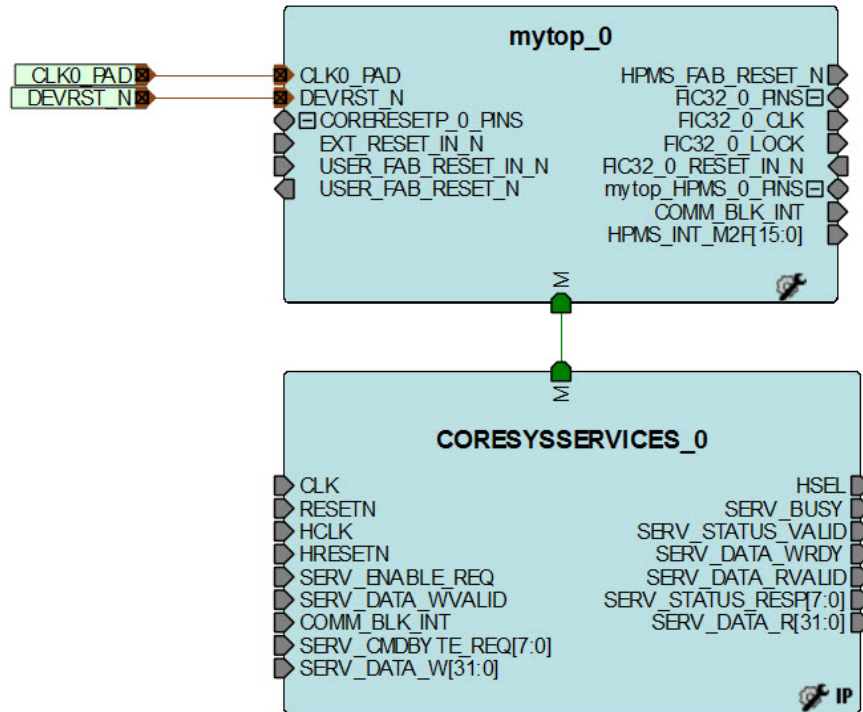 mytop_0
CLK0_PAD
DEVRST_N
CLK0_PAD
DEVRST_N
CORERESETP_0_PINS
EXT_RESET_IN_N
USER_FAB_RESET_IN_N
USER_FAB_RESET_N
HPMS_FAB_RESET_N
FIC32_0_PINS
FIC32_0_CLK
FIC32_0_LOCK
FIC32_0_RESET_IN_N
mytop_HPMS_0_PINS
COMM_BLK_INT
HPMS_INT_M2F[15:0]
M
M
CORESYSSERVICES_0
CLK
RESETN
HCLK
HRESETN
SERV_ENABLE_REQ
SERV_DATA_WVALID
COMM_BLK_INT
SERV_CMDBYTE_REQ[7:0]
SERV_DATA_W[31:0]
HSEL
SERV_BUSY
SERV_STATUS_VALID
SERV_DATA_WRDY
SERV_DATA_RVALID
SERV_STATUS_RESP[7:0]
SERV_DATA_R[31:0]
IP